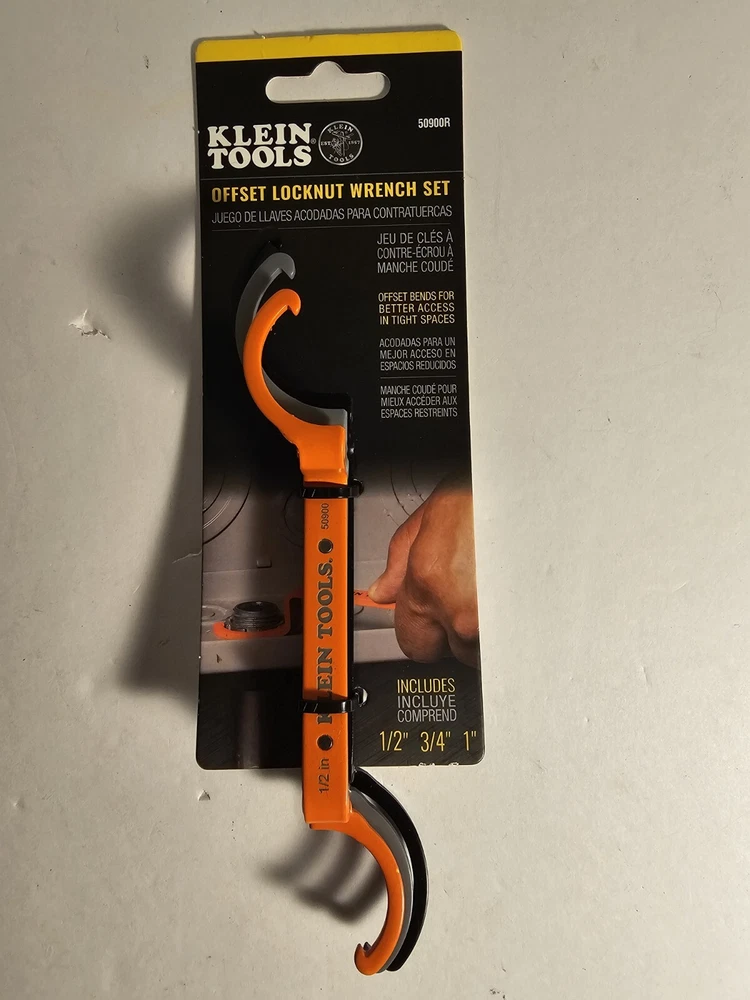 50900R
KLEIN
TOOLS®
KLEIN
EST. 1857
TOOLS
OFFSET LOCKNUT WRENCH SET
JUEGO DE LLAVES ACODADAS PARA CONTRATUERCAS
JEU DE CLÉS À
CONTRE-ÉCROU À
MANCHE COUDÉ
OFFSET BENDS FOR
BETTER ACCESS
IN TIGHT SPACES
ACODADAS PARA UN
MEJOR ACCESO EN
ESPACIOS REDUCIDOS
MANCHE COUDÉ POUR
MIEUX ACCÉDER AUX
ESPACES RESTREINTS
50900
KLEIN TOOLS®
1/2 in
INCLUDES
INCLUYE
COMPREND
1/2" 3/4" 1"